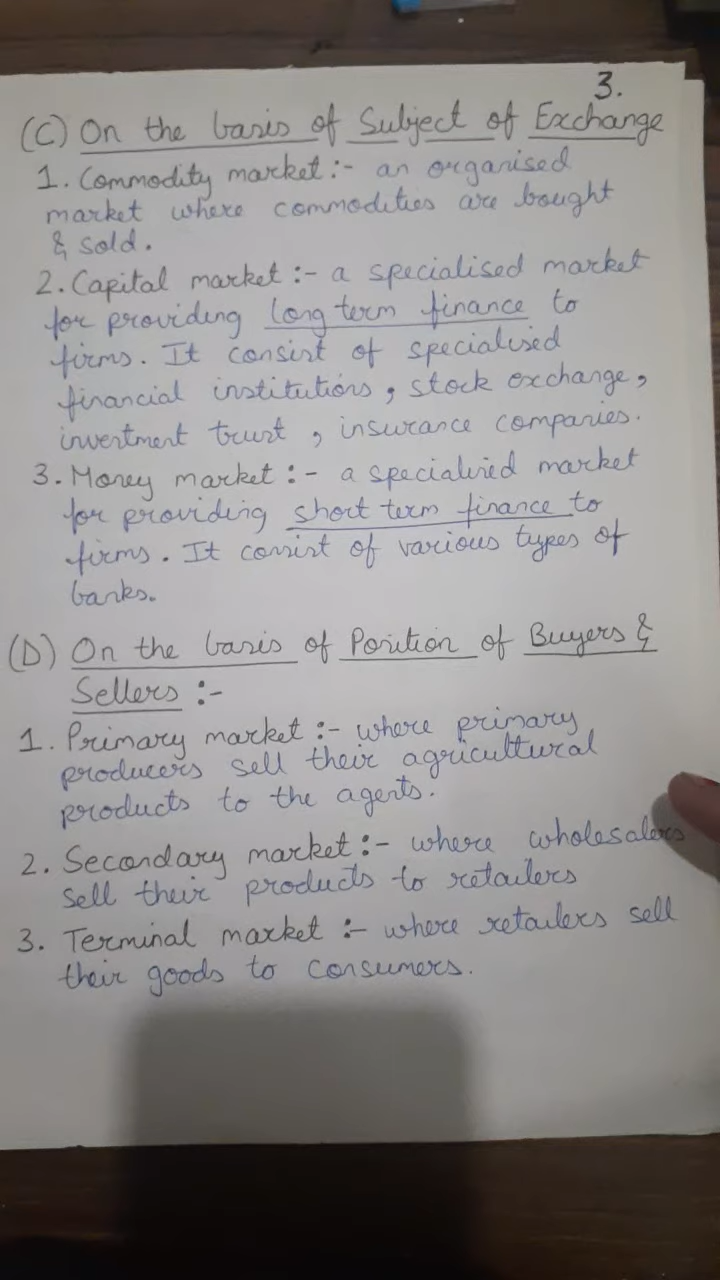 3.
(C) On the basis of Subject of Exchange
1. Commodity market :- an organised
market where commodities are bought
& sold.
2. Capital market :- a specialised market
for providing long term finance to
firms. It consist of specialised
financial institutions, stock exchange,
investment trust, insurance companies.
3. Money market :- a specialised market
for providing short term finance to
firms. It consist of various types of
banks.
(D) On the basis of Position of Buyers &
Sellers :-
1. Primary market :- where primary
producers sell their agricultural
products to the agents.
2. Secondary market :- where wholesalers
sell their products to retailers
3. Terminal market :- where retailers sell
their goods to consumers.